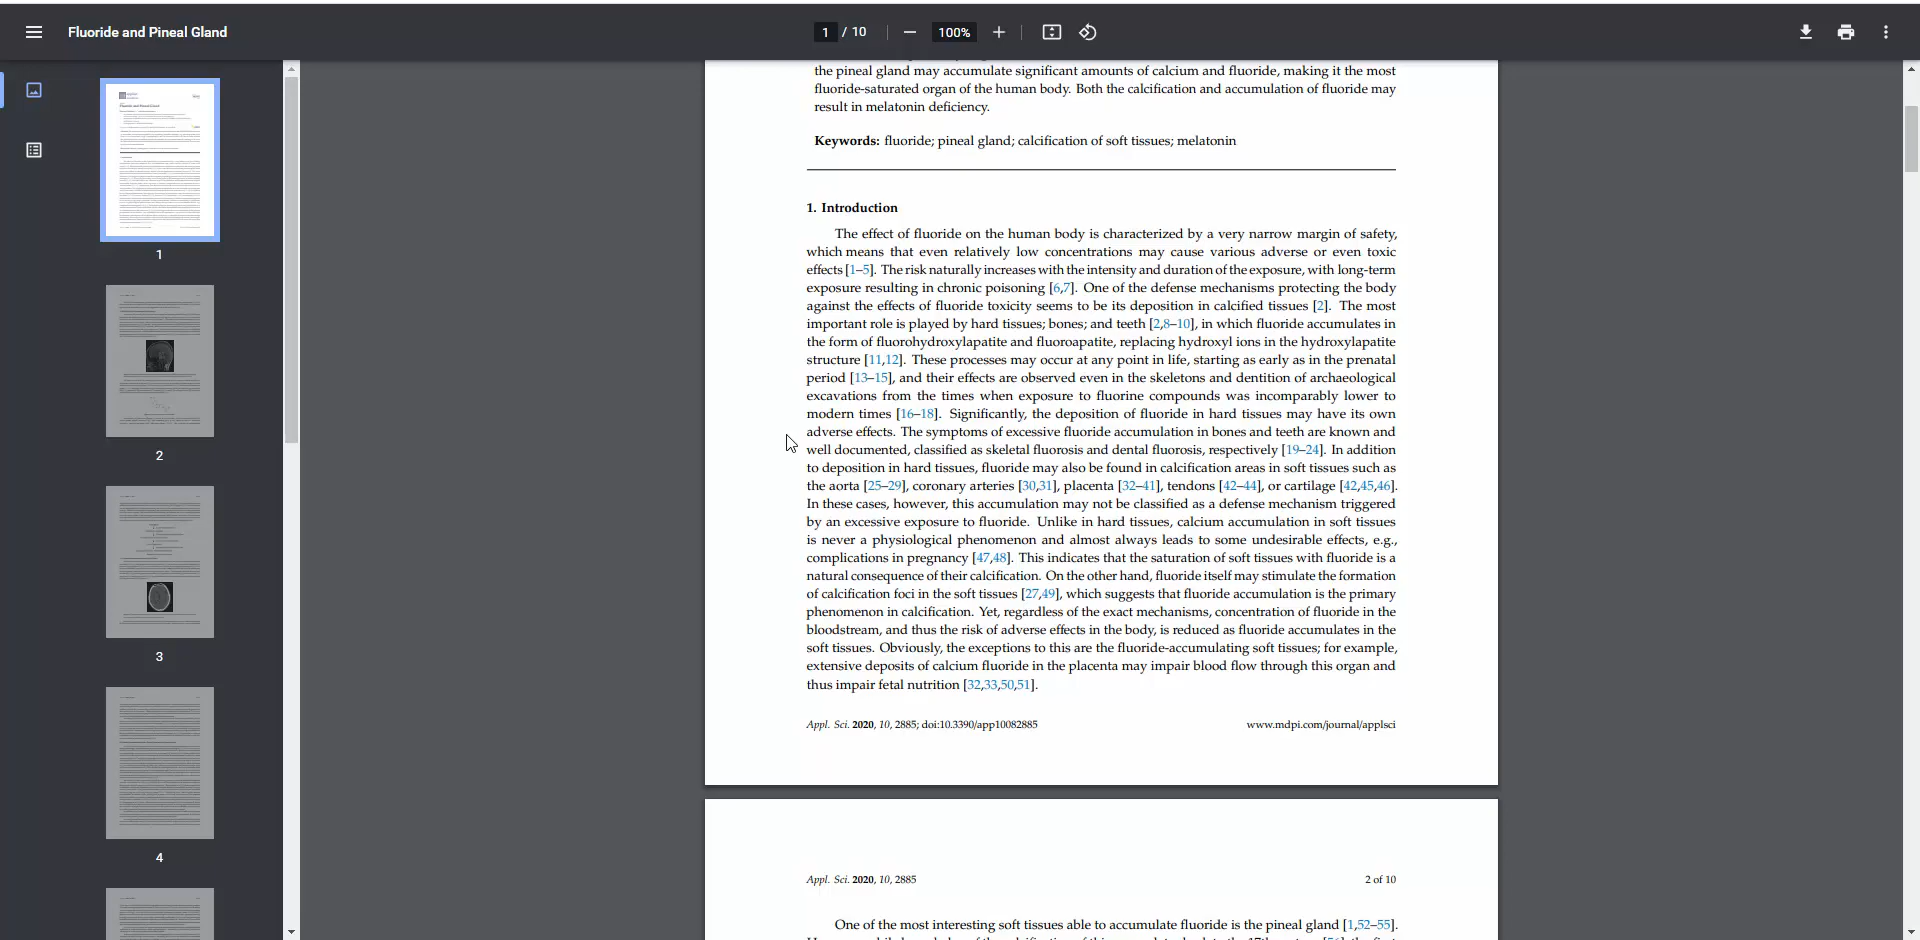 Fluoride and Pineal Gland
1 / 10
100%
1
2
3
4
the pineal gland may accumulate significant amounts of calcium and fluoride, making it the most
fluoride-saturated organ of the human body. Both the calcification and accumulation of fluoride may
result in melatonin deficiency.
Keywords: fluoride; pineal gland; calcification of soft tissues; melatonin
1. Introduction
The effect of fluoride on the human body is characterized by a very narrow margin of safety,
which means that even relatively low concentrations may cause various adverse or even toxic
effects [1–5]. The risk naturally increases with the intensity and duration of the exposure, with long-term
exposure resulting in chronic poisoning [6,7]. One of the defense mechanisms protecting the body
against the effects of fluoride toxicity seems to be its deposition in calcified tissues [2]. The most
important role is played by hard tissues; bones; and teeth [2,8–10], in which fluoride accumulates in
the form of fluorohydroxylapatite and fluoroapatite, replacing hydroxyl ions in the hydroxylapatite
structure [11,12]. These processes may occur at any point in life, starting as early as in the prenatal
period [13–15], and their effects are observed even in the skeletons and dentition of archaeological
excavations from the times when exposure to fluorine compounds was incomparably lower to
modern times [16–18]. Significantly, the deposition of fluoride in hard tissues may have its own
adverse effects. The symptoms of excessive fluoride accumulation in bones and teeth are known and
well documented, classified as skeletal fluorosis and dental fluorosis, respectively [19–24]. In addition
to deposition in hard tissues, fluoride may also be found in calcification areas in soft tissues such as
the aorta [25–29], coronary arteries [30,31], placenta [32–41], tendons [42–44], or cartilage [42,45,46].
In these cases, however, this accumulation may not be classified as a defense mechanism triggered
by an excessive exposure to fluoride. Unlike in hard tissues, calcium accumulation in soft tissues
is never a physiological phenomenon and almost always leads to some undesirable effects, e.g.,
complications in pregnancy [47,48]. This indicates that the saturation of soft tissues with fluoride is a
natural consequence of their calcification. On the other hand, fluoride itself may stimulate the formation
of calcification foci in the soft tissues [27,49], which suggests that fluoride accumulation is the primary
phenomenon in calcification. Yet, regardless of the exact mechanisms, concentration of fluoride in the
bloodstream, and thus the risk of adverse effects in the body, is reduced as fluoride accumulates in the
soft tissues. Obviously, the exceptions to this are the fluoride-accumulating soft tissues; for example,
extensive deposits of calcium fluoride in the placenta may impair blood flow through this organ and
thus impair fetal nutrition [32,33,50,51].
Appl. Sci. 2020, 10, 2885; doi:10.3390/app10082885 www.mdpi.com/journal/applsci
Appl. Sci. 2020, 10, 2885 2 of 10
One of the most interesting soft tissues able to accumulate fluoride is the pineal gland [1,52–55].